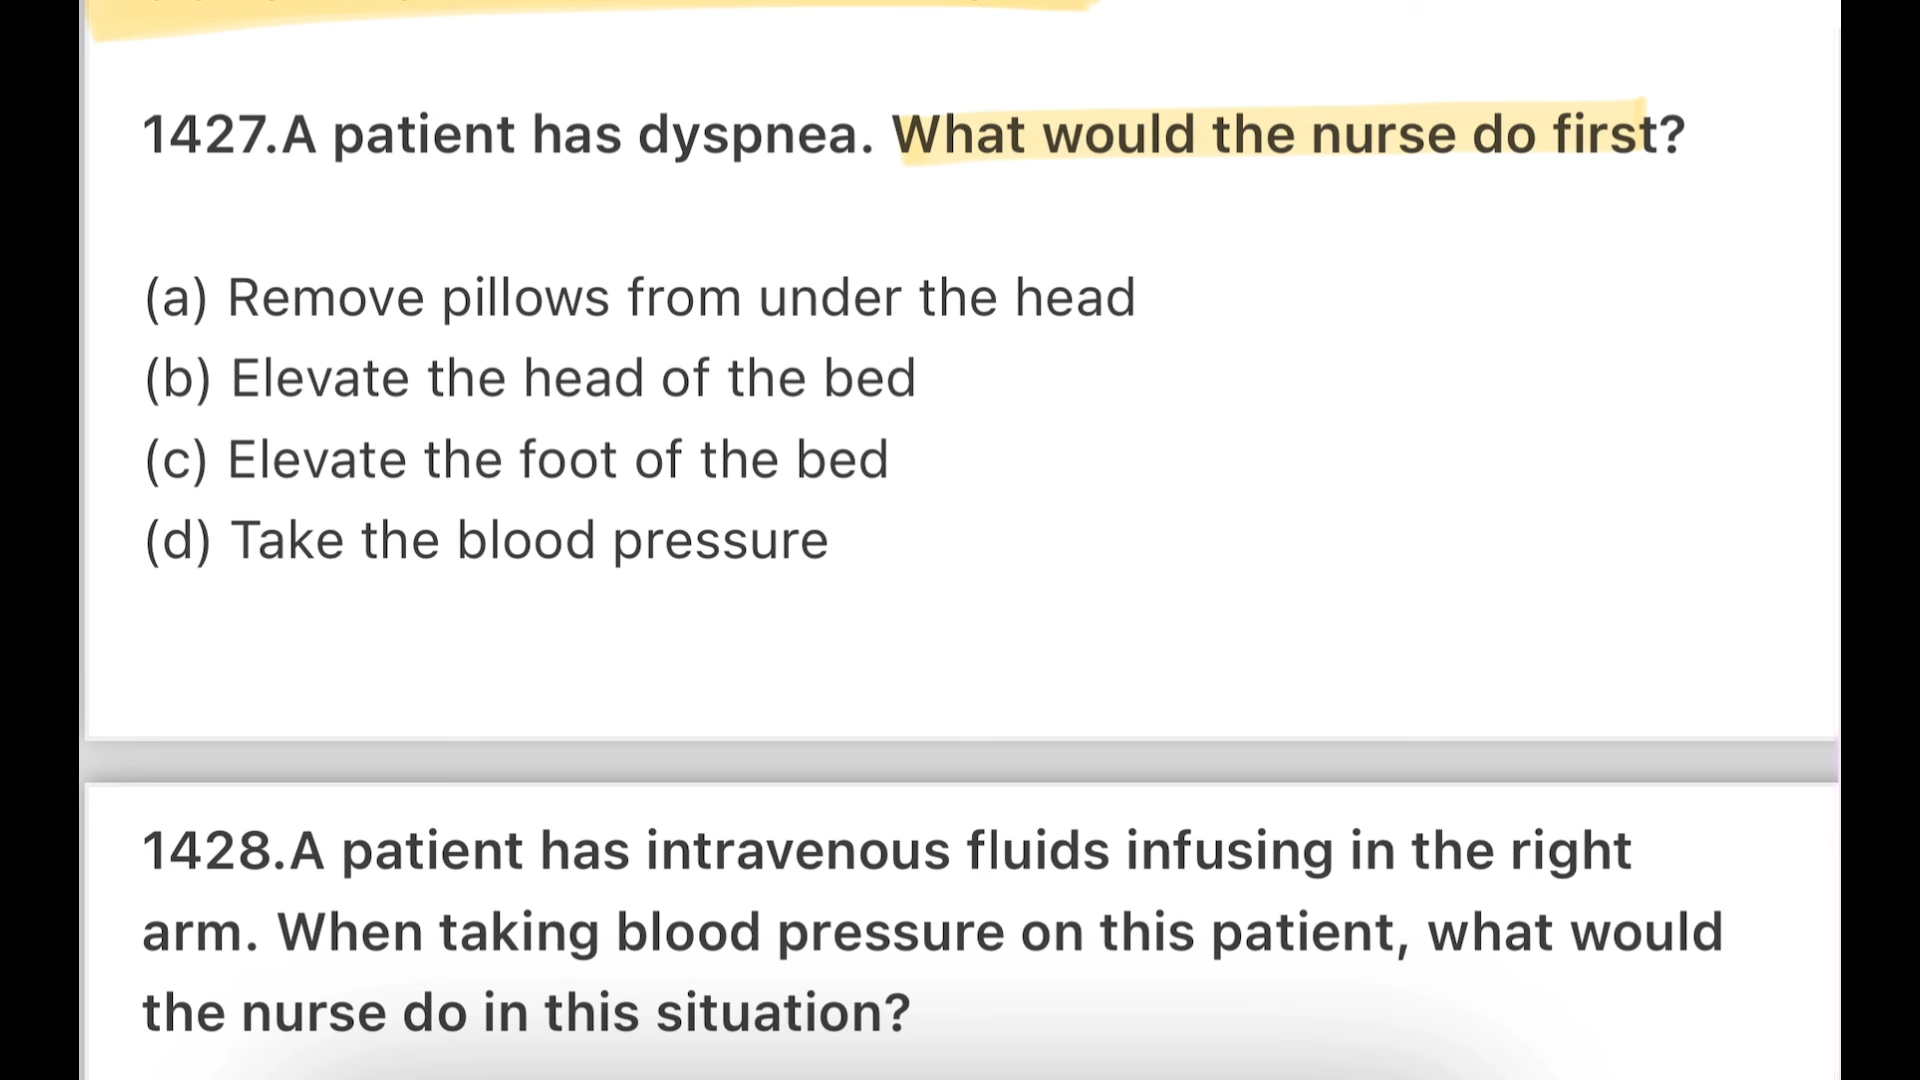 1427.A patient has dyspnea. What would the nurse do first?
(a) Remove pillows from under the head
(b) Elevate the head of the bed
(c) Elevate the foot of the bed
(d) Take the blood pressure
1428.A patient has intravenous fluids infusing in the right
arm. When taking blood pressure on this patient, what would
the nurse do in this situation?